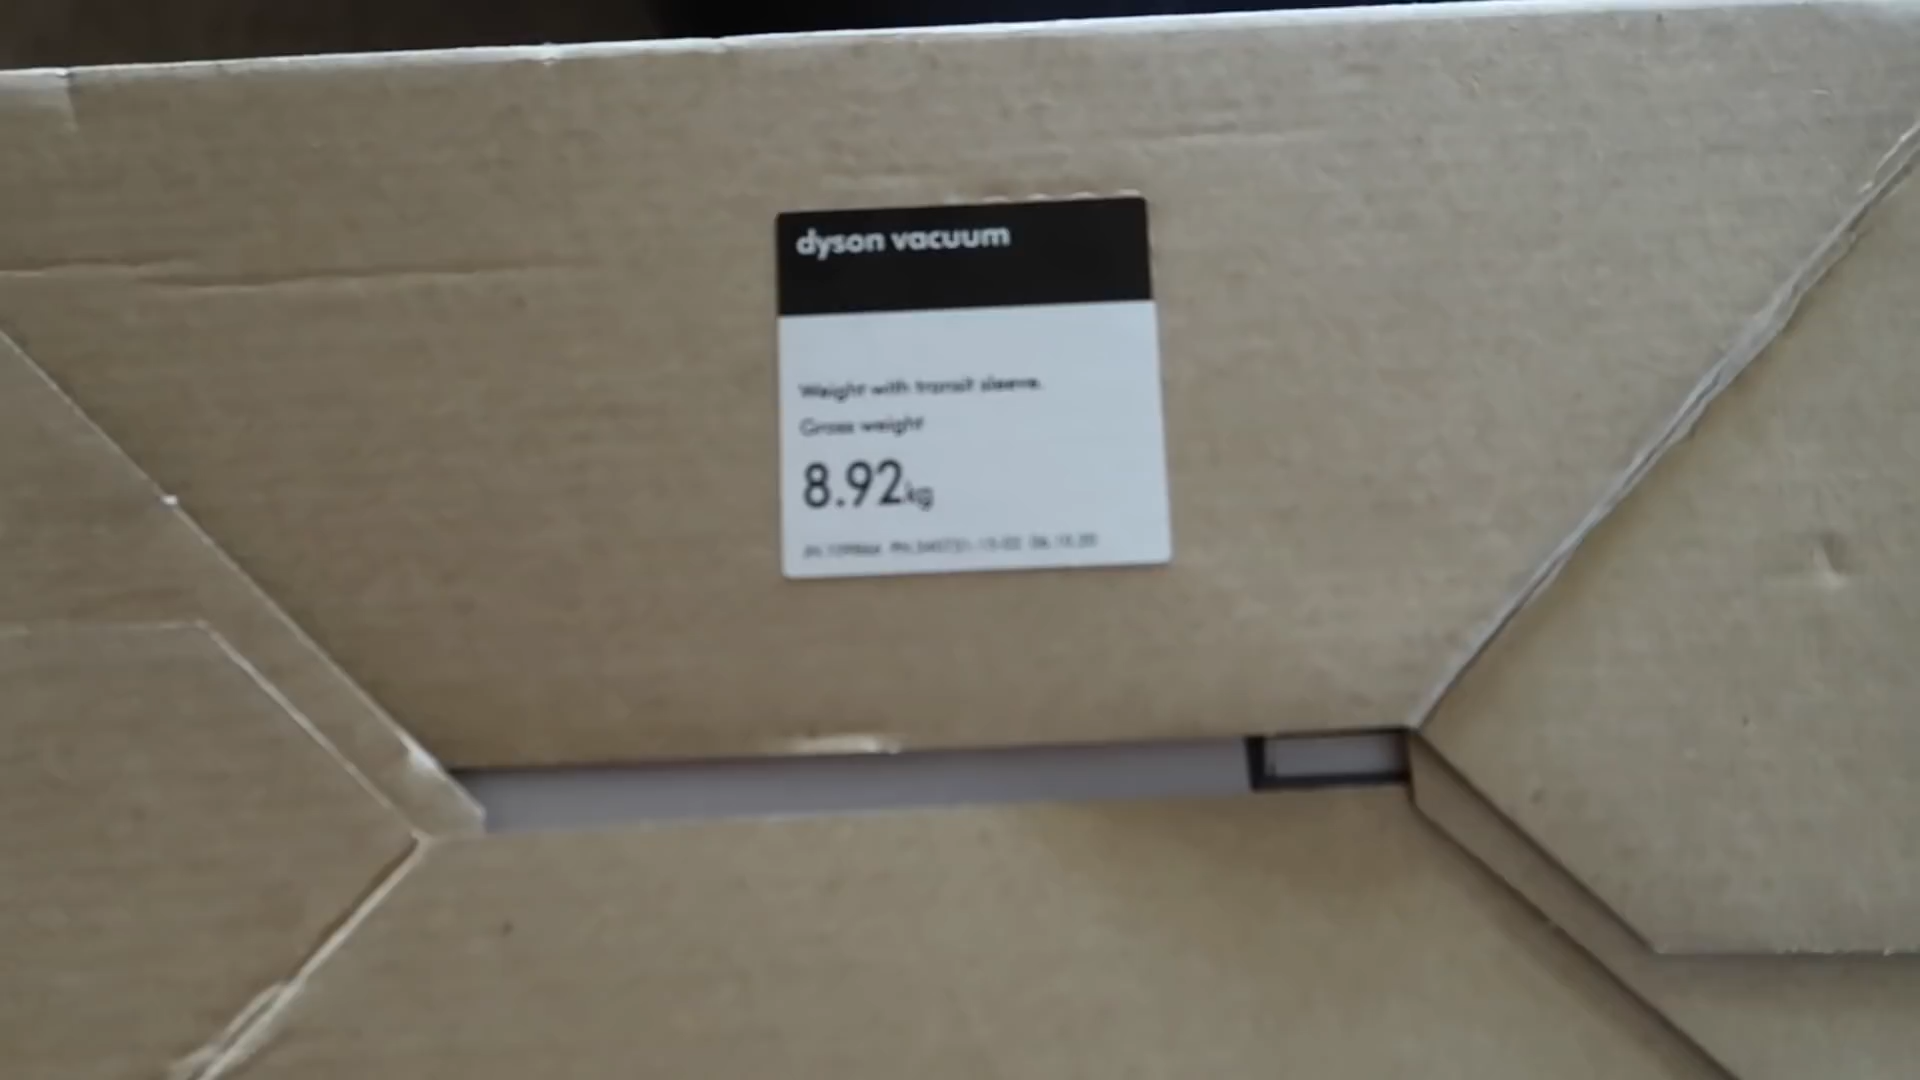 dyson vacuum
Weight with transit sleeve.
Gross weight
8.92kg